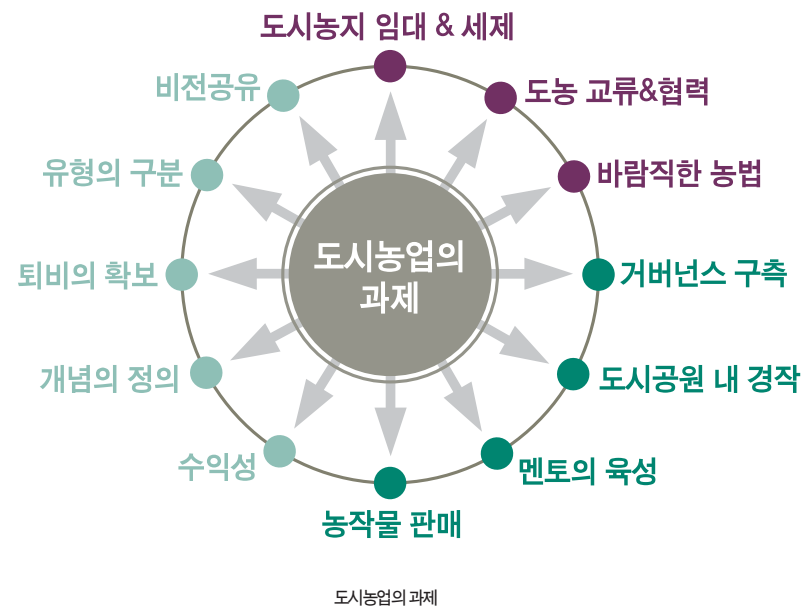 도시농지 임대 & 세제
비전공유
도농 교류&협력
유형의 구분
바람직한 농법
도시농업의
과제
퇴비의 확보
거버넌스 구축
개념의 정의
도시공원 내 경작
수익성
멘토의 육성
농작물 판매
도시농업의 과제